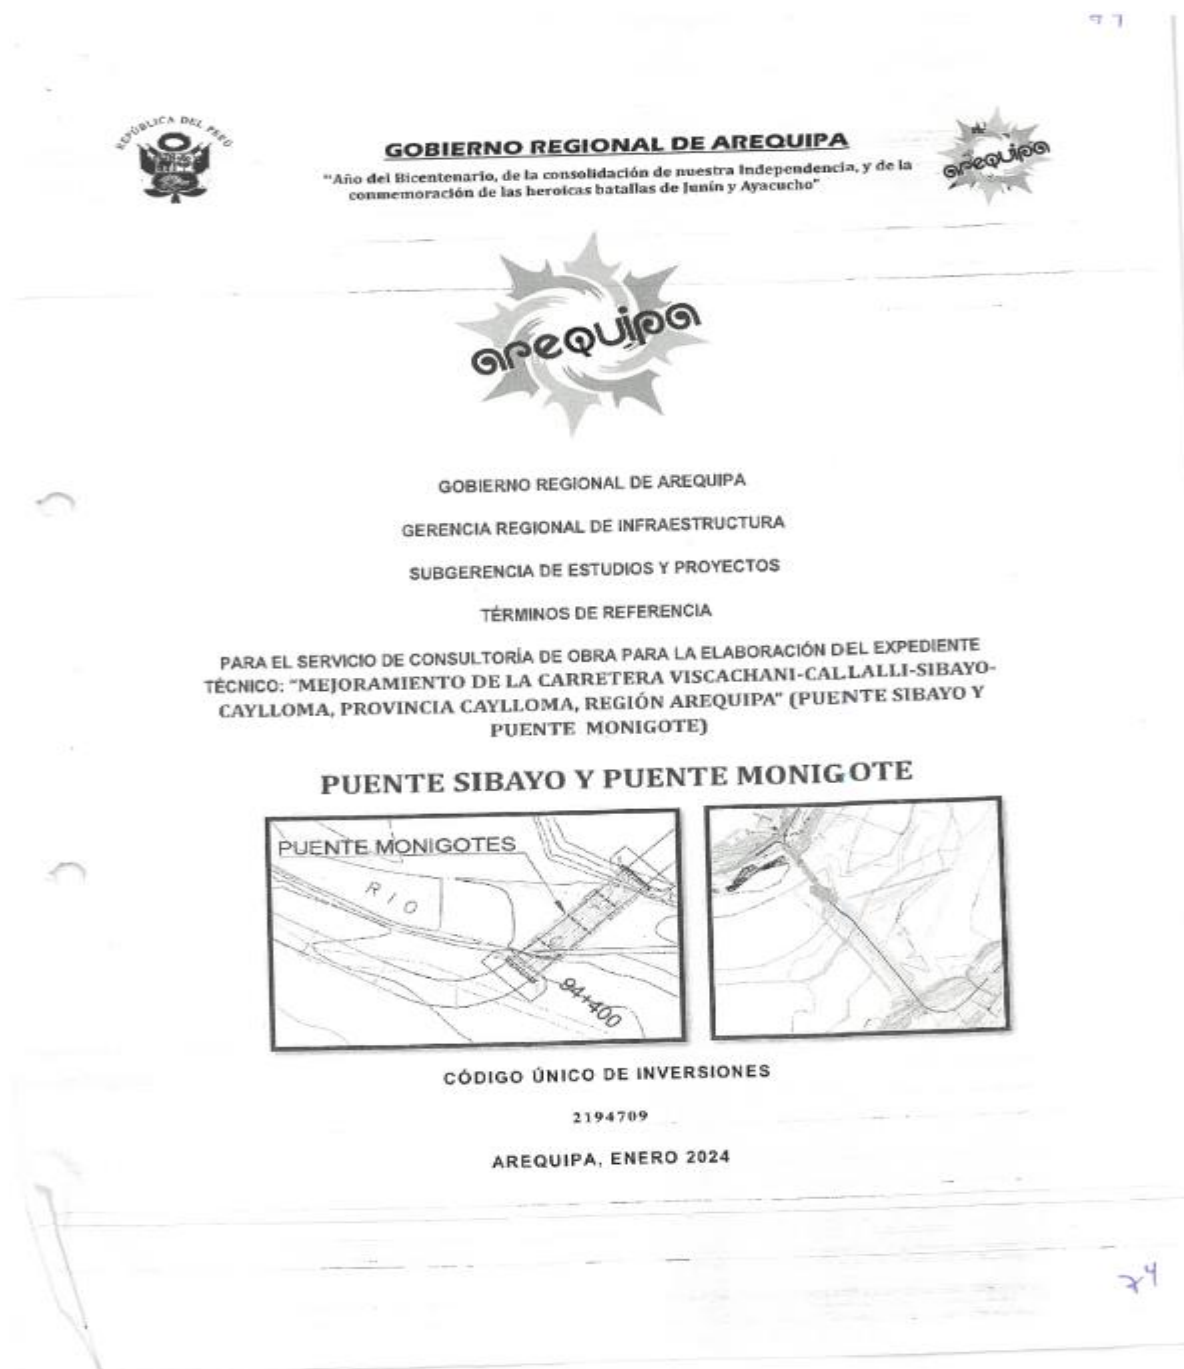 REPÚBLICA DEL PERÚ
GOBIERNO REGIONAL DE AREQUIPA
"Año del Bicentenario, de la consolidación de nuestra Independencia, y de la
conmemoración de las heroicas batallas de Junín y Ayacucho"
arequipa
arequipa
GOBIERNO REGIONAL DE AREQUIPA
GERENCIA REGIONAL DE INFRAESTRUCTURA
SUBGERENCIA DE ESTUDIOS Y PROYECTOS
TÉRMINOS DE REFERENCIA
PARA EL SERVICIO DE CONSULTORÍA DE OBRA PARA LA ELABORACIÓN DEL EXPEDIENTE
TÉCNICO: "MEJORAMIENTO DE LA CARRETERA VISCACHANI-CALLALLI-SIBAYO-
CAYLLOMA, PROVINCIA CAYLLOMA, REGIÓN AREQUIPA" (PUENTE SIBAYO Y
PUENTE MONIGOTE)
PUENTE SIBAYO Y PUENTE MONIGOTE
PUENTE MONIGOTES
RIO
94+400
CÓDIGO ÚNICO DE INVERSIONES
2194709
AREQUIPA, ENERO 2024
74